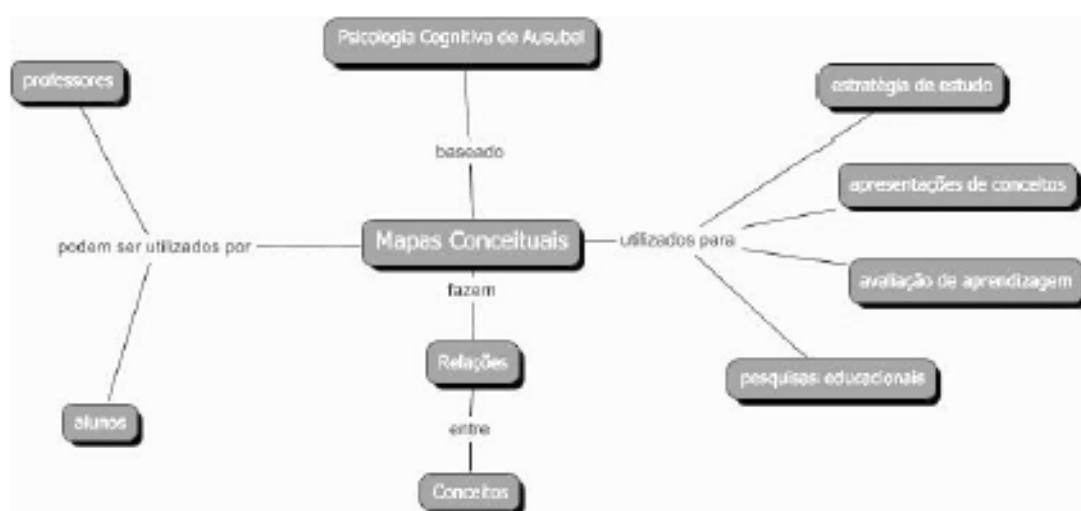 Psicologia Cognitiva de Ausubel
professores
estratégia de estudo
baseado
apresentações de conceitos
podem ser utilizados por
Mapas Conceituais
utilizados para
avaliação de aprendizagem
fazem
Relações
pesquisas educacionais
alunos
entre
Conceitos